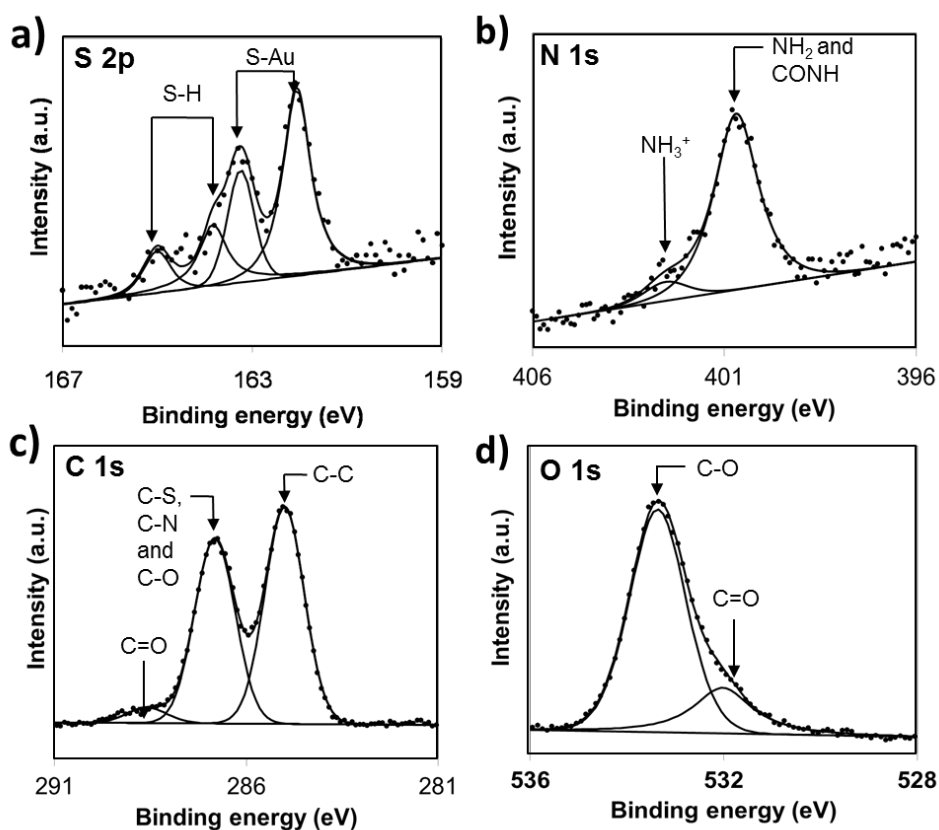 a)
S 2p
S-Au
S-H
Intensity (a.u.)
167
163
159
Binding energy (eV)
b)
N 1s
NH₂ and
CONH
NH₃⁺
Intensity (a.u.)
406
401
396
Binding energy (eV)
c)
C 1s
C-S,
C-N
and
C-O
C-C
C=O
Intensity (a.u.)
291
286
281
Binding energy (eV)
d)
O 1s
C-O
C=O
Intensity (a.u.)
536
532
528
Binding energy (eV)